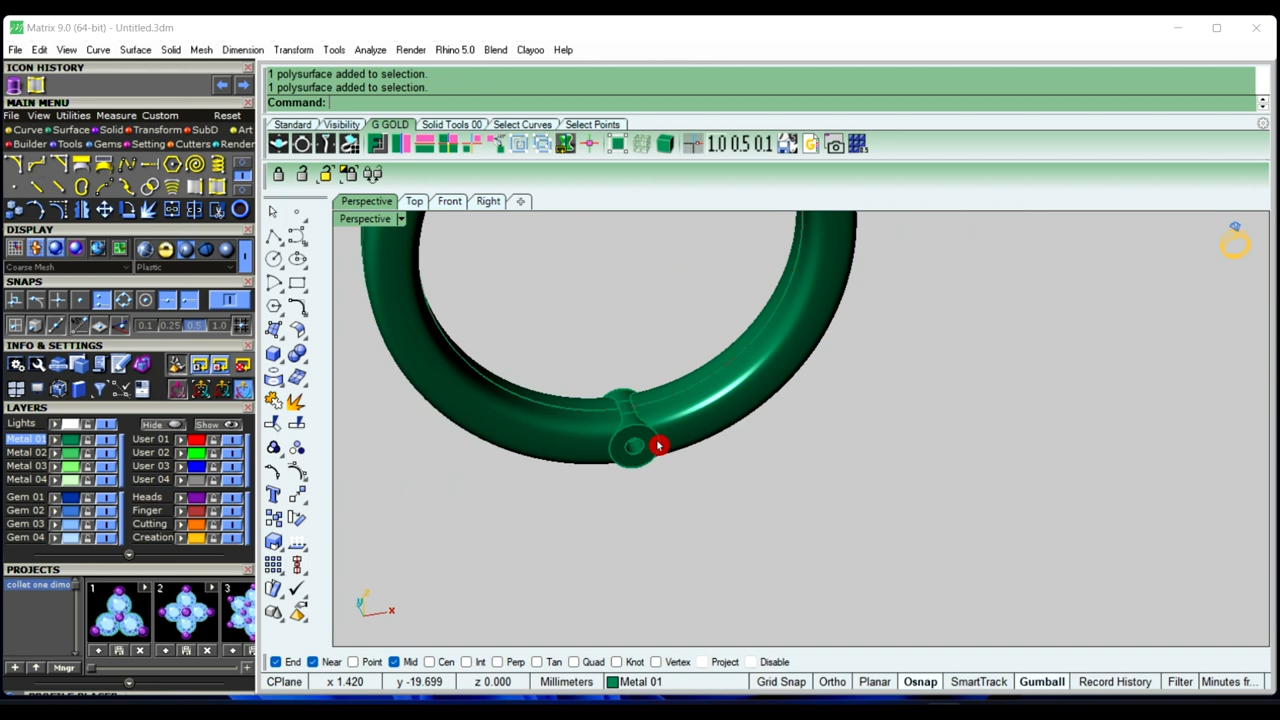 Matrix 9.0 (64-bit) - Untitled.3dm
File Edit View Curve Surface Solid Mesh Dimension Transform Tools Analyze Render Rhino 5.0 Blend Clayoo Help
ICON HISTORY
MAIN MENU
File View Utilities Measure Custom Reset
Curve Surface Solid Transform SubD Art
Builder Tools Gems Setting Cutters Render
DISPLAY
Coarse Mesh Plastic
SNAPS
0.1 0.25 0.5 1.0
INFO & SETTINGS
LAYERS
Lights Hide Show
Metal 01 User 01
Metal 02 User 02
Metal 03 User 03
Metal 04 User 04
Gem 01 Heads
Gem 02 Finger
Gem 03 Cutting
Gem 04 Creation
PROJECTS
collet one dimo
1 2 3
Mngr
1 polysurface added to selection.
1 polysurface added to selection.
Command:
Standard Visibility G GOLD Solid Tools 00 Select Curves Select Points
1.0 0.5 0.1
Perspective Top Front Right
Perspective
z
y
x
End Near Point Mid Cen Int Perp Tan Quad Knot Vertex Project Disable
CPlane x 1.420 y -19.699 z 0.000 Millimeters Metal 01 Grid Snap Ortho Planar Osnap SmartTrack Gumball Record History Filter Minutes fr...